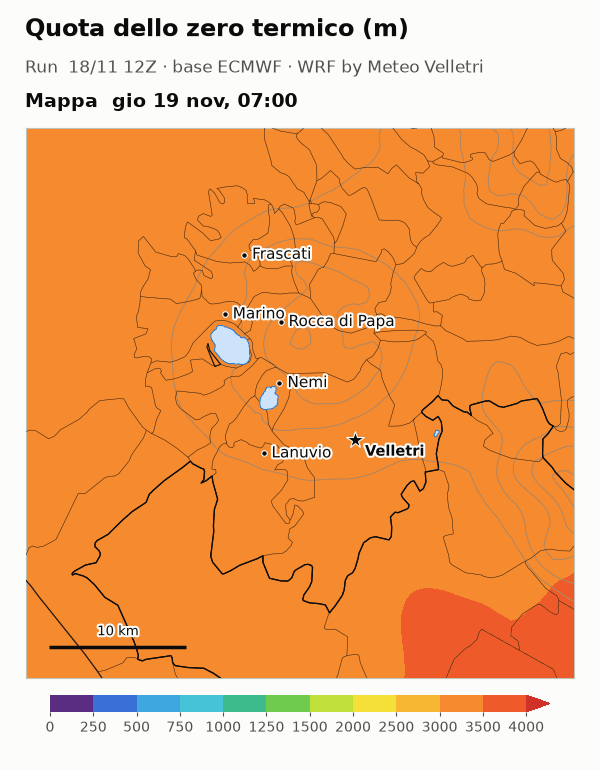 Quota dello zero termico (m)
Run  18/11 12Z · base ECMWF · WRF by Meteo Velletri
Mappa  gio 19 nov, 07:00
Frascati
Marino
Rocca di Papa
Nemi
Velletri
Lanuvio
10 km
0 250 500 750 1000 1250 1500 2000 2500 3000 3500 4000